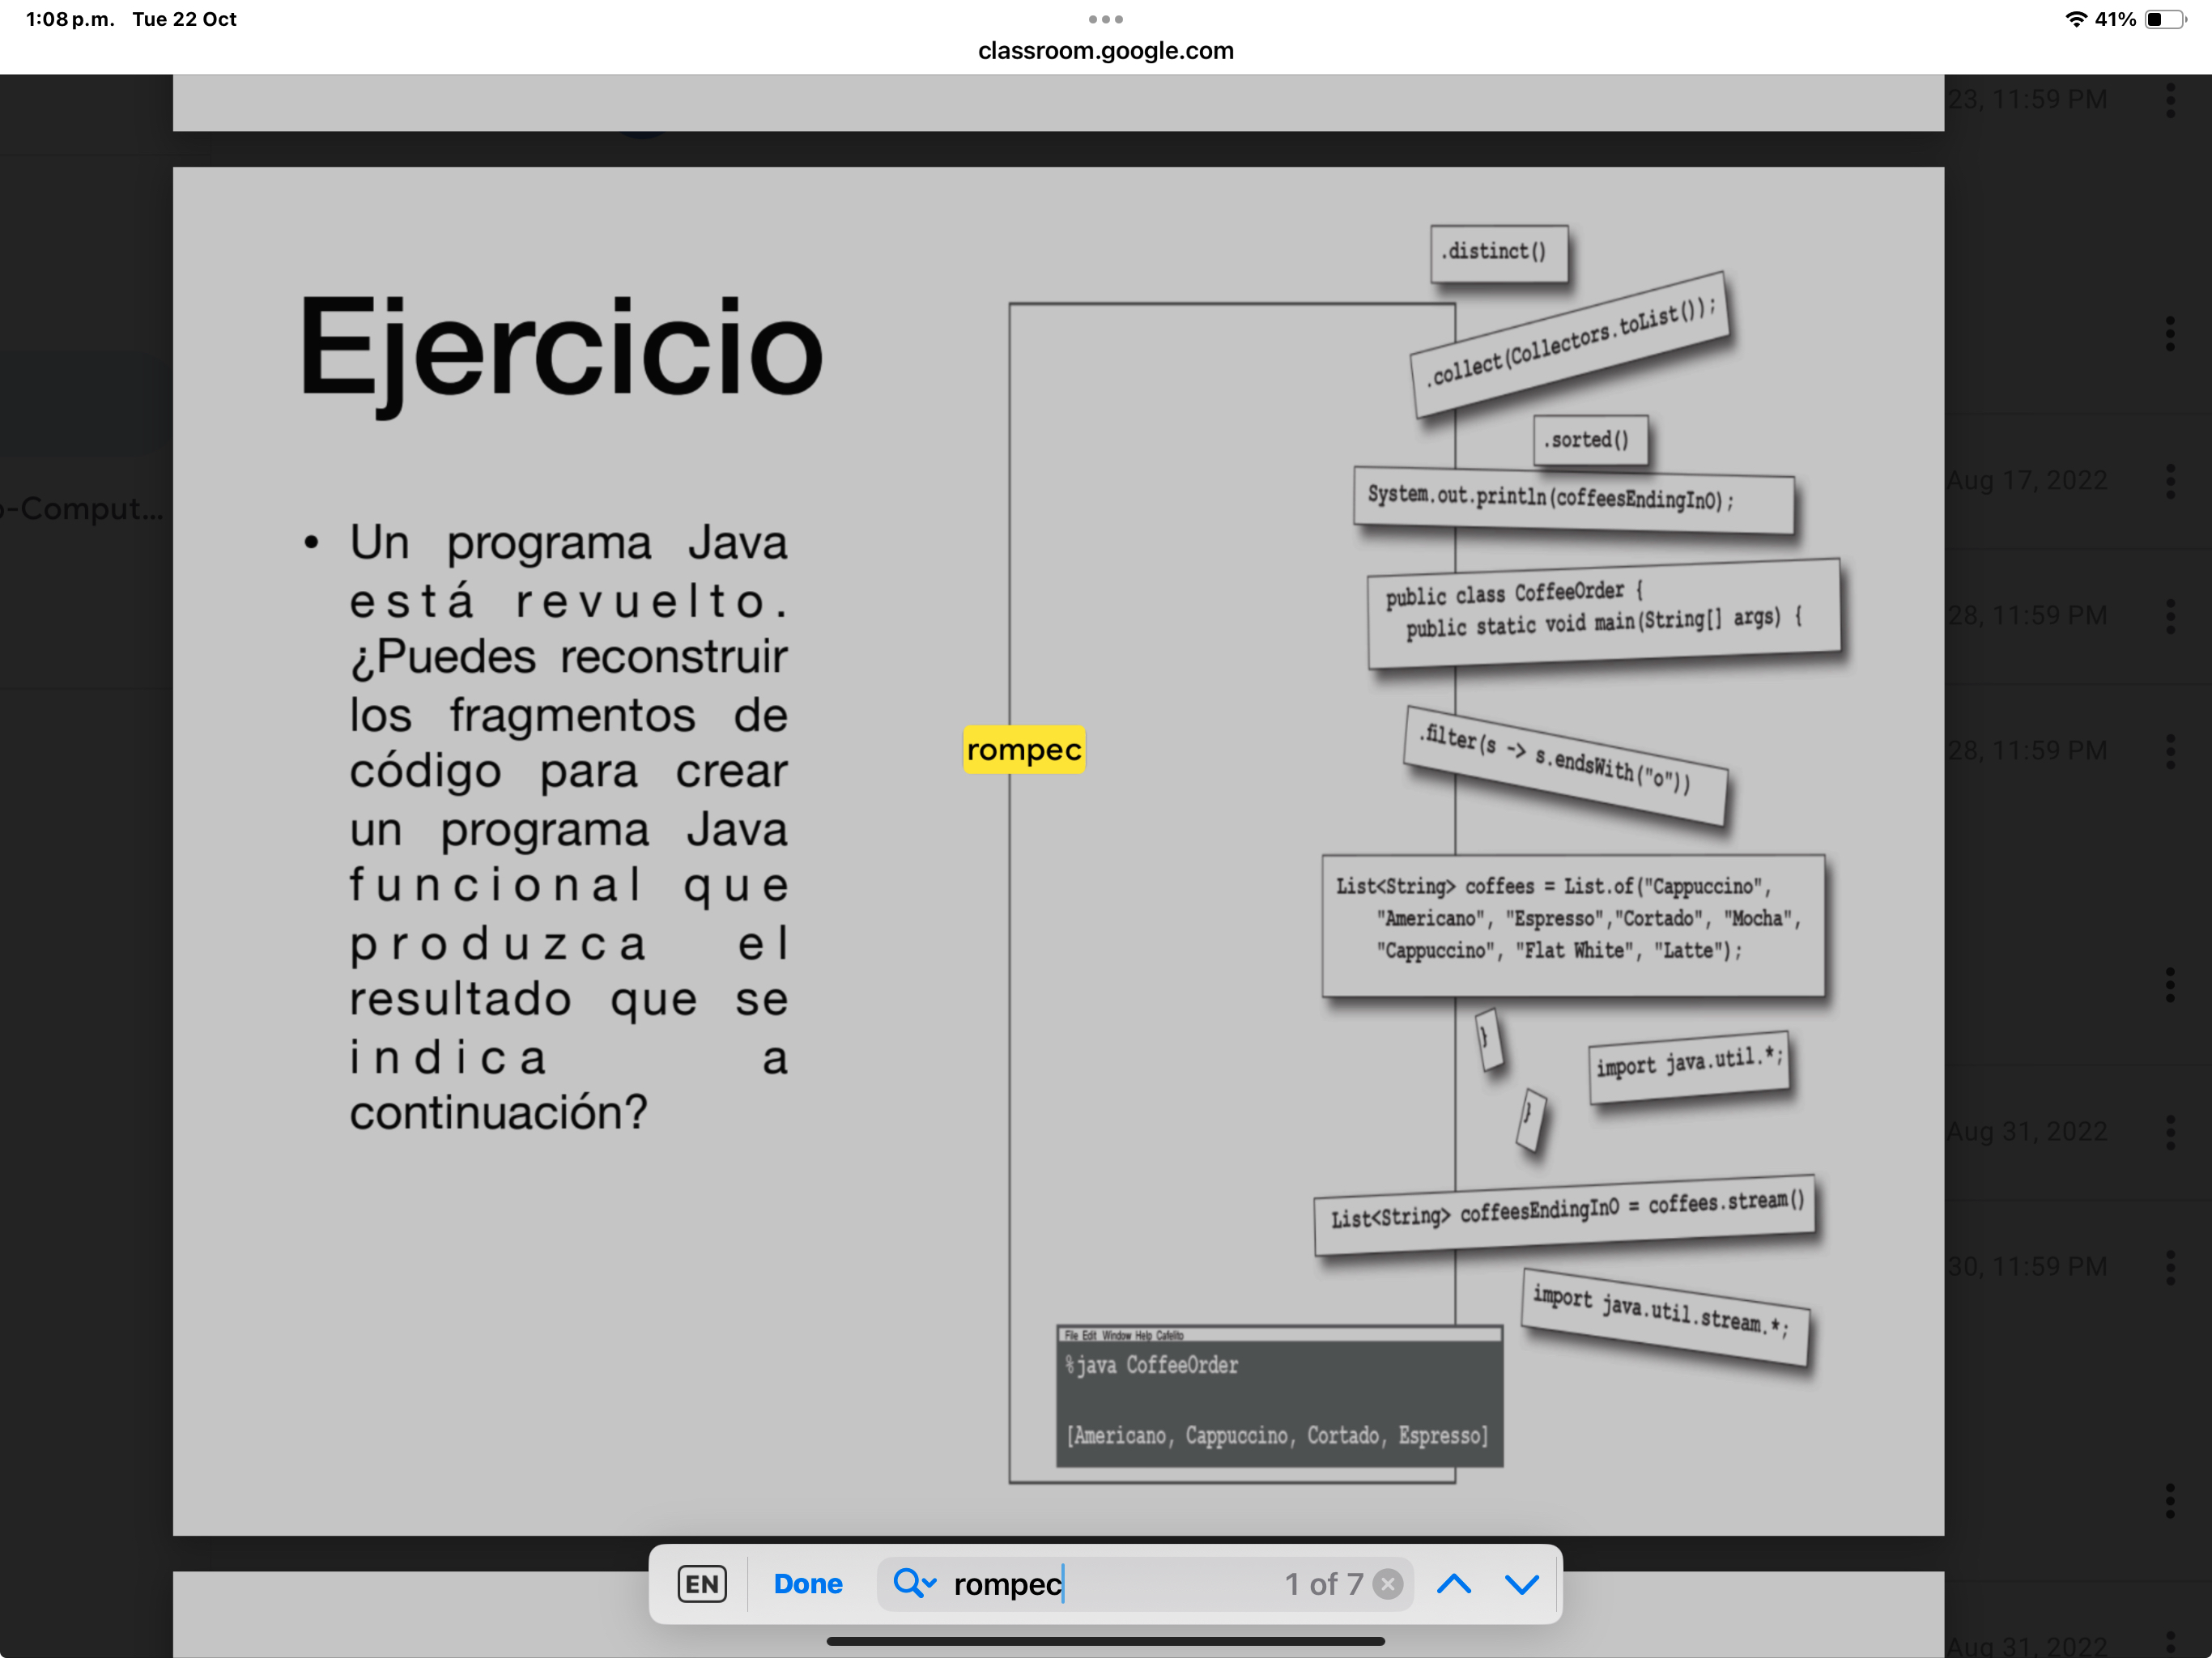 1:08 p.m. Tue 22 Oct
41%
classroom.google.com
23, 11:59 PM
Ejercicio
o-Comput...
• Un programa Java
está revuelto.
¿Puedes reconstruir
los fragmentos de
código para crear
un programa Java
funcional que
produzca el
resultado que se
indica a
continuación?
rompec
.distinct()
.collect(Collectors.toList());
.sorted()
System.out.println(coffeesEndingInO);
public class CoffeeOrder {
public static void main(String[] args) {
.filter(s -> s.endsWith("o"))
List<String> coffees = List.of("Cappuccino",
"Americano", "Espresso","Cortado", "Mocha",
"Cappuccino", "Flat White", "Latte");
}
import java.util.*;
}
List<String> coffeesEndingInO = coffees.stream()
import java.util.stream.*;
File Edit Window Help Cafelito
%java CoffeeOrder
[Americano, Cappuccino, Cortado, Espresso]
Aug 17, 2022
28, 11:59 PM
28, 11:59 PM
Aug 31, 2022
30, 11:59 PM
Aug 31, 2022
EN
Done
rompec
1 of 7